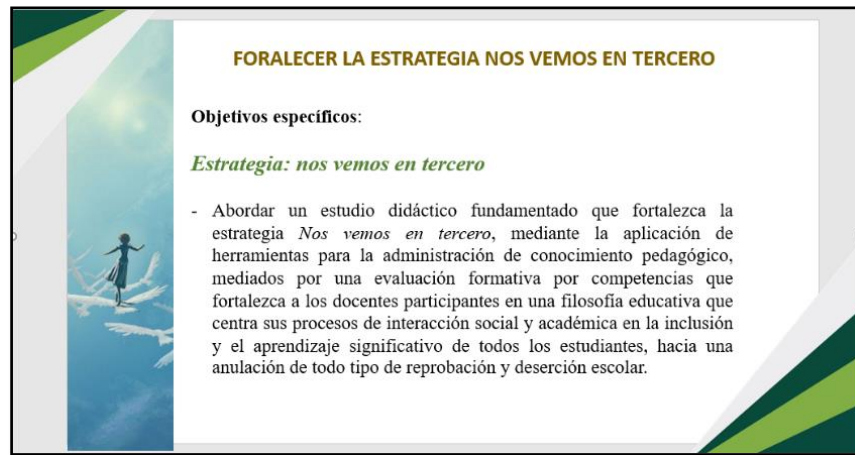 FORALECER LA ESTRATEGIA NOS VEMOS EN TERCERO
Objetivos específicos:
Estrategia: nos vemos en tercero
- Abordar un estudio didáctico fundamentado que fortalezca la
estrategia Nos vemos en tercero, mediante la aplicación de
herramientas para la administración de conocimiento pedagógico,
mediados por una evaluación formativa por competencias que
fortalezca a los docentes participantes en una filosofía educativa que
centra sus procesos de interacción social y académica en la inclusión
y el aprendizaje significativo de todos los estudiantes, hacia una
anulación de todo tipo de reprobación y deserción escolar.